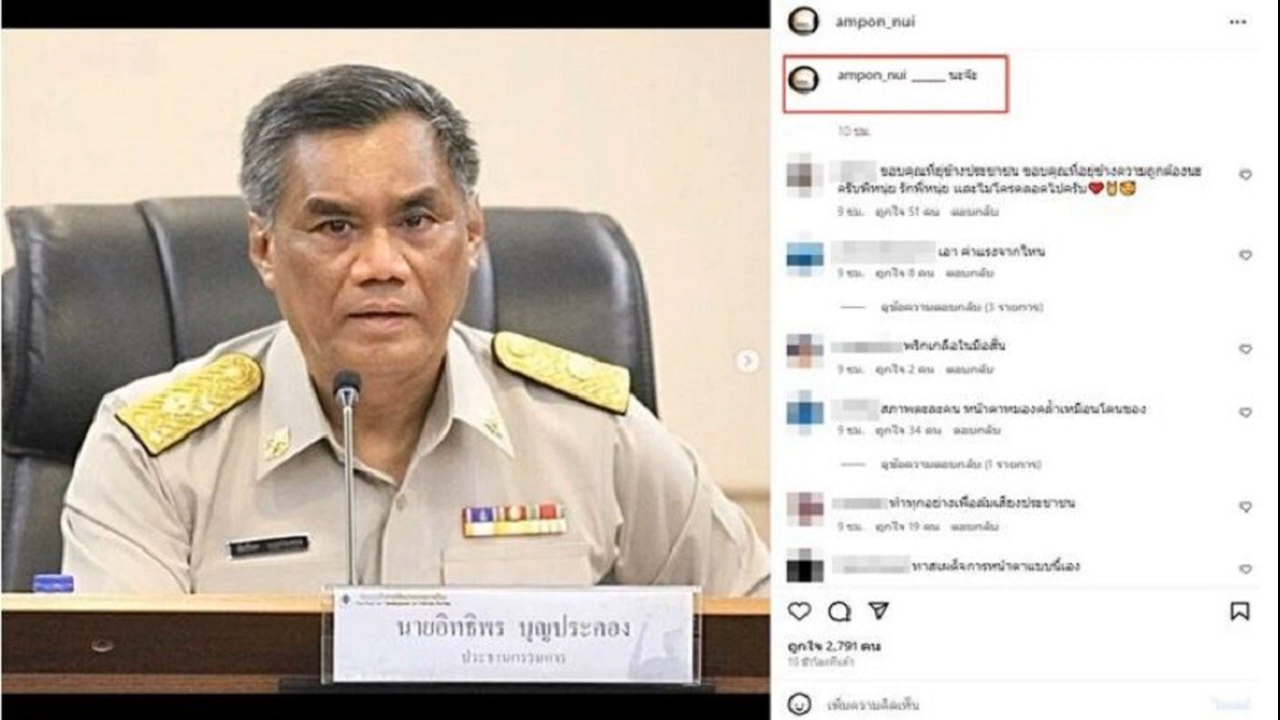 ampon_nui
ampon_nui _____ นะจ๊ะ
10 ชม.
ขอบคุณที่อยู่ข้างประชาชน ขอบคุณที่อยู่ข้างความถูกต้องนะ
ครับพี่หนุ่ย รักพี่หนุ่ย และไมโครตลอดไปครับ❤️🤘🥰
9 ชม. ถูกใจ 51 คน ตอบกลับ
เอา ค่าแรงจากไหน
9 ชม. ถูกใจ 8 คน ตอบกลับ
ดูข้อความตอบกลับ (3 รายการ)
พริกเกลือในมือสั่น
9 ชม. ถูกใจ 2 คน ตอบกลับ
สภาพแต่ละคน หน้าตาหมองคล้ำเหมือนโดนของ
9 ชม. ถูกใจ 34 คน ตอบกลับ
ดูข้อความตอบกลับ (1 รายการ)
ทำทุกอย่างเพื่อล้มเสียงประชาชน
9 ชม. ถูกใจ 19 คน ตอบกลับ
ทาสเผด็จการหน้าตาแบบนี้เอง
ถูกใจ 2,791 คน
10 ชั่วโมงที่แล้ว
เพิ่มความคิดเห็น
โพสต์
นายอิทธิพร บุญประคอง
ประธานกรรมการ